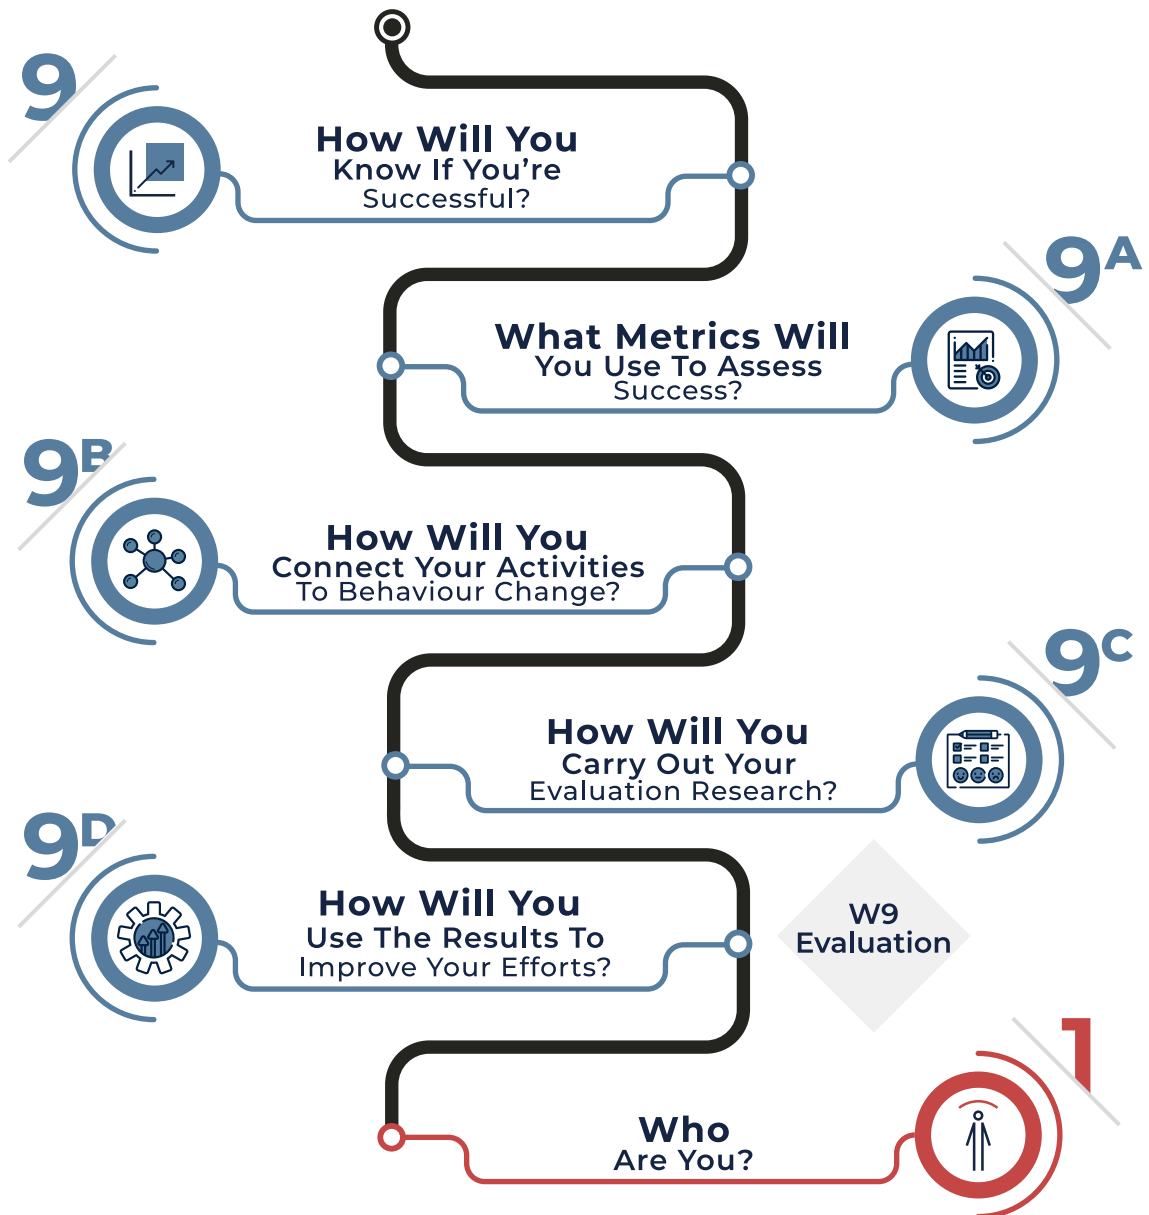 9
How Will You
Know If You're
Successful?
9A
What Metrics Will
You Use To Assess
Success?
9B
How Will You
Connect Your Activities
To Behaviour Change?
9C
How Will You
Carry Out Your
Evaluation Research?
9D
How Will You
Use The Results To
Improve Your Efforts?
W9
Evaluation
1
Who
Are You?